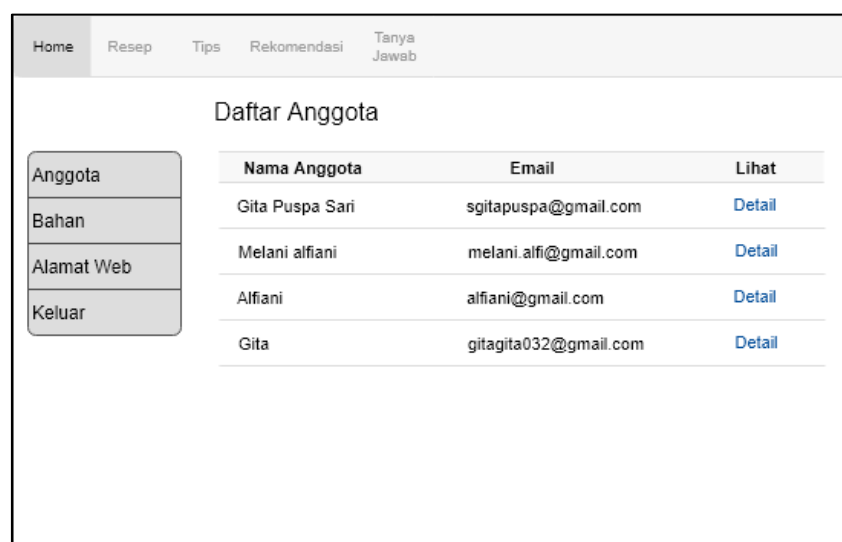 Home Resep Tips Rekomendasi Tanya
Jawab
Daftar Anggota
Anggota
Bahan
Alamat Web
Keluar
Nama Anggota Email Lihat
Gita Puspa Sari sgitapuspa@gmail.com Detail
Melani alfiani melani.alfi@gmail.com Detail
Alfiani alfiani@gmail.com Detail
Gita gitagita032@gmail.com Detail